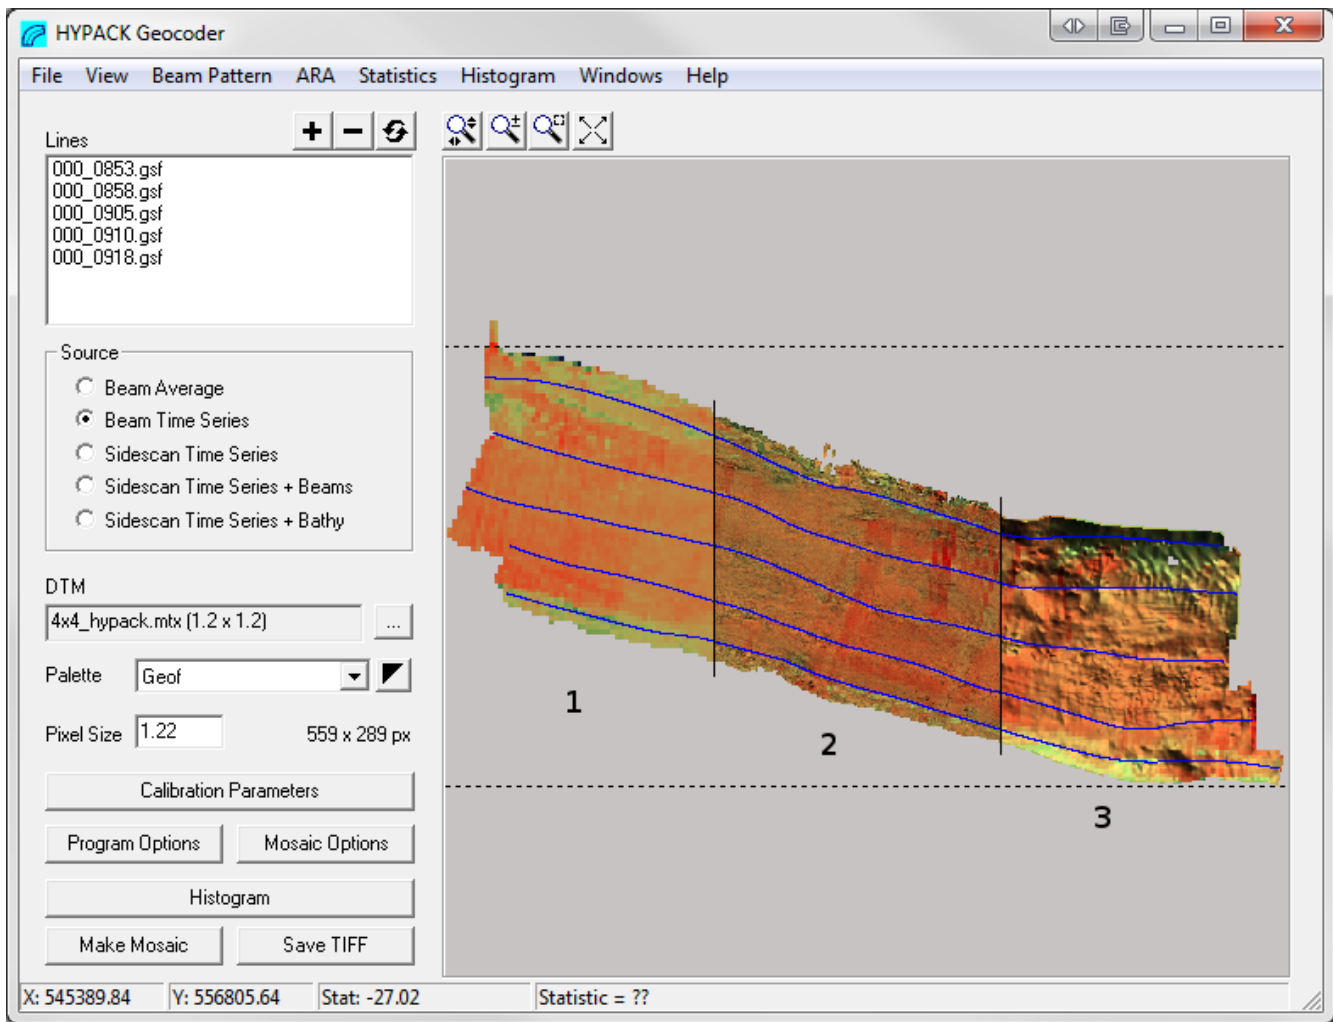 HYPACK Geocoder
File View Beam Pattern ARA Statistics Histogram Windows Help
Lines
000_0853.gsf
000_0858.gsf
000_0905.gsf
000_0910.gsf
000_0918.gsf
Source
Beam Average
Beam Time Series
Sidescan Time Series
Sidescan Time Series + Beams
Sidescan Time Series + Bathy
DTM
4x4_hypack.mtx (1.2 x 1.2)
...
Palette Geof
Pixel Size 1.22 559 x 289 px
Calibration Parameters
Program Options Mosaic Options
Histogram
Make Mosaic Save TIFF
1
2
3
X: 545389.84 Y: 556805.64 Stat: -27.02 Statistic = ??